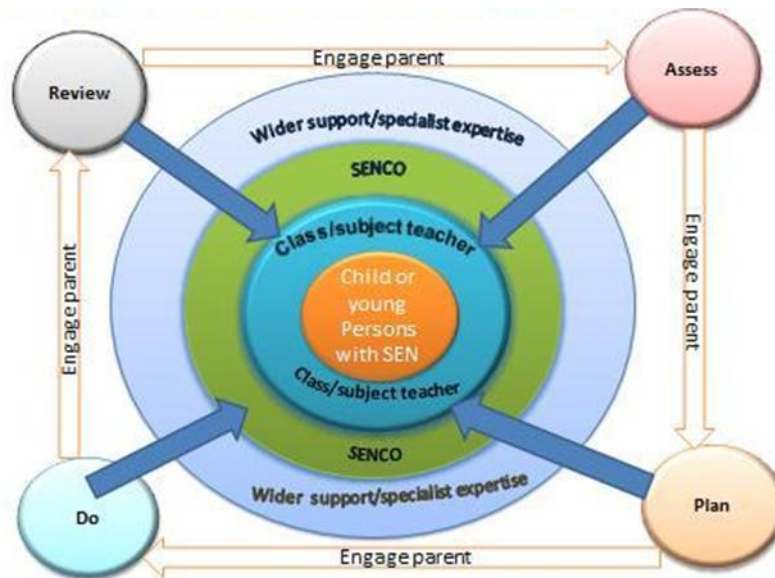 Engage parent
Review
Assess
Wider support/specialist expertise
SENCO
Class/subject teacher
Child or
young
Persons
with SEN
Engage parent
Engage parent
Class/subject teacher
SENCO
Wider support/specialist expertise
Do
Plan
Engage parent